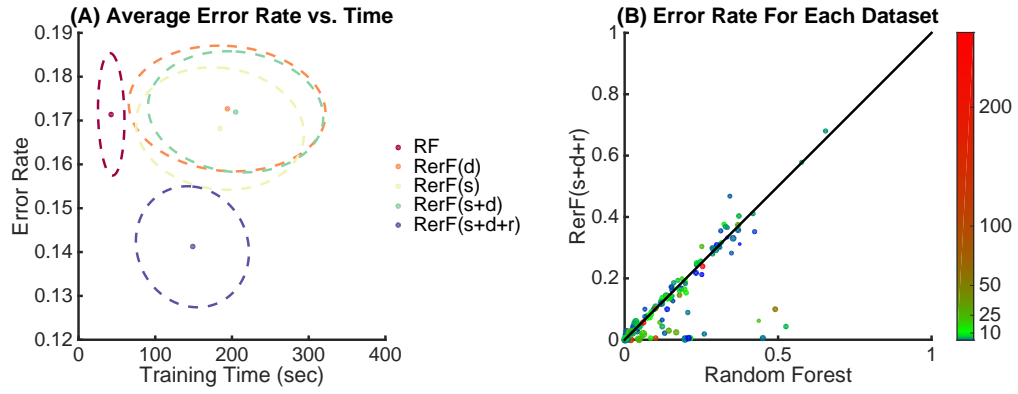 (A) Average Error Rate vs. Time
0.19
0.18
0.17
0.16
0.15
0.14
0.13
0.12
Error Rate
0
100
200
300
400
Training Time (sec)
RF
RerF(d)
RerF(s)
RerF(s+d)
RerF(s+d+r)
(B) Error Rate For Each Dataset
1
0.8
0.6
0.4
0.2
0
RerF(s+d+r)
0
0.5
1
Random Forest
200
100
50
25
10